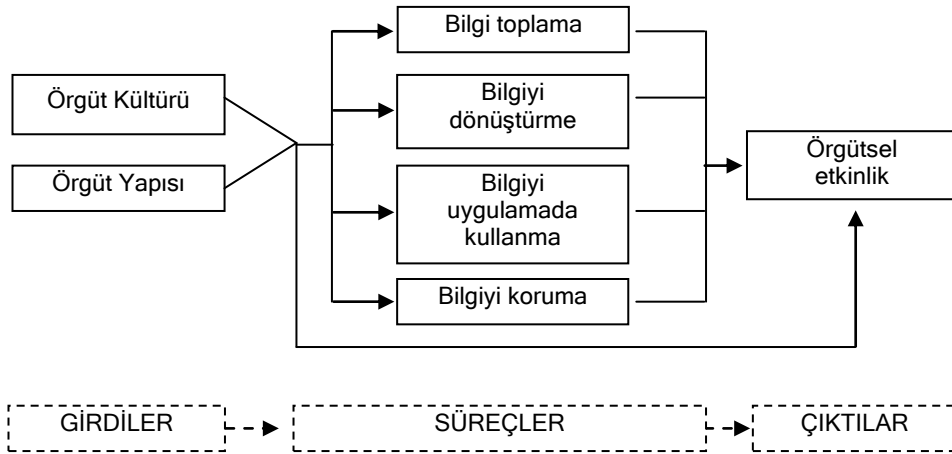 Örgüt Kültürü
Örgüt Yapısı
Bilgi toplama
Bilgiyi
dönüştürme
Bilgiyi
uygulamada
kullanma
Bilgiyi koruma
Örgütsel
etkinlik
GİRDİLER
SÜREÇLER
ÇIKTILAR